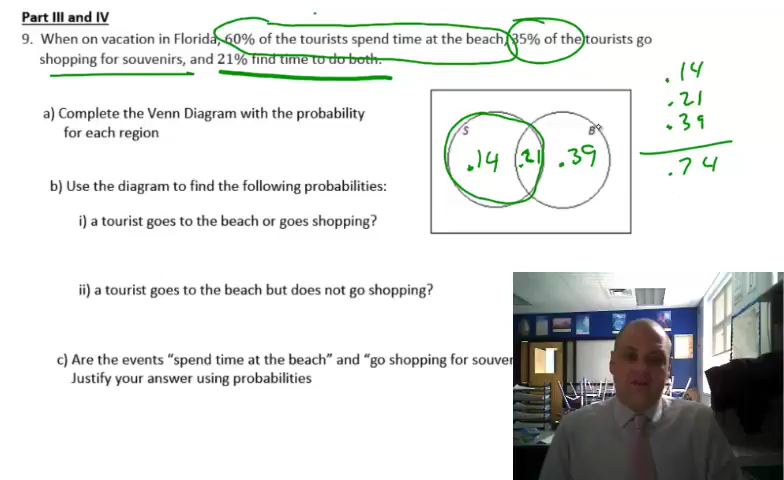 Part III and IV
9. When on vacation in Florida, 60% of the tourists spend time at the beach, 35% of the tourists go
shopping for souvenirs, and 21% find time to do both.
.14
.21
.39
.74
a) Complete the Venn Diagram with the probability
for each region
S
B
.14 .21 .39
b) Use the diagram to find the following probabilities:
i) a tourist goes to the beach or goes shopping?
ii) a tourist goes to the beach but does not go shopping?
c) Are the events "spend time at the beach" and "go shopping for souver
Justify your answer using probabilities